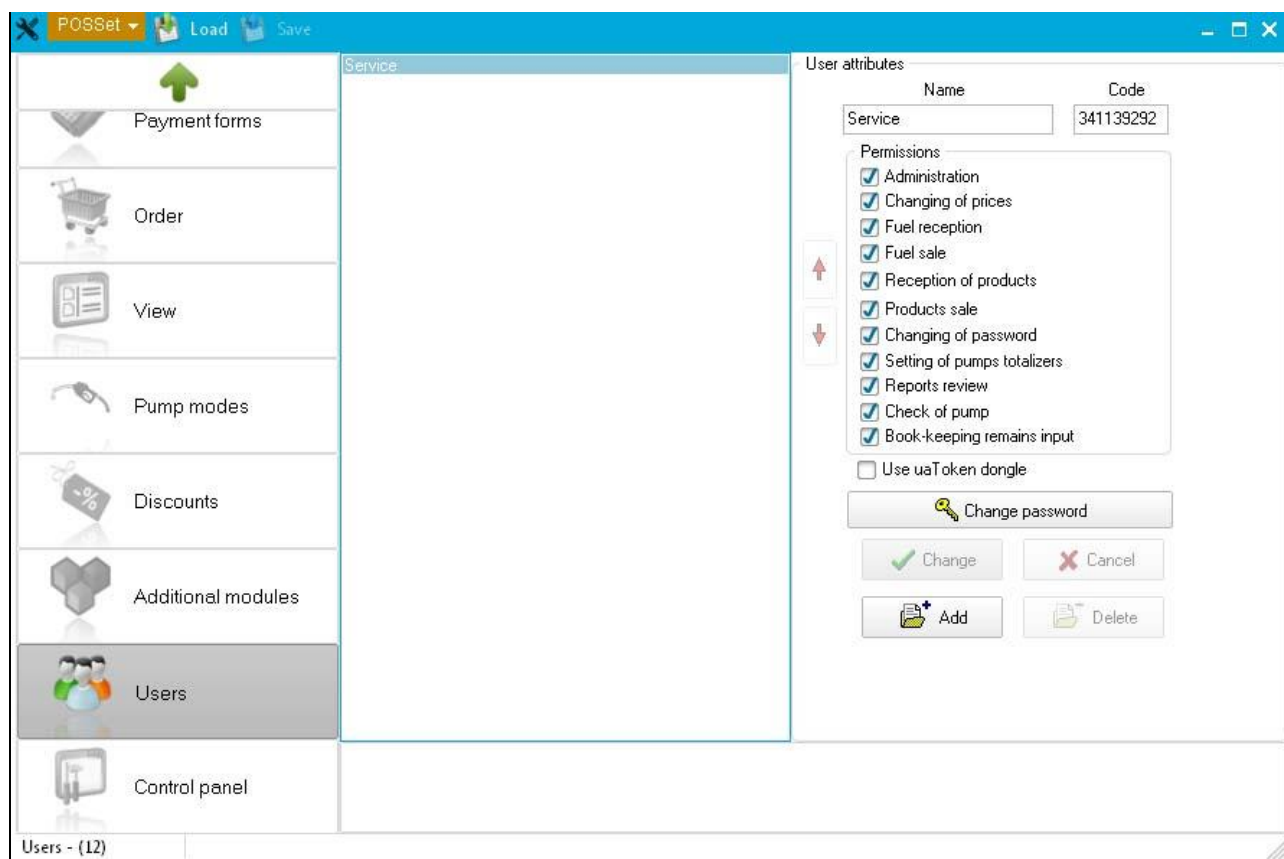 POSSet Load Save
Payment forms
Order
View
Pump modes
Discounts
Additional modules
Users
Control panel
Service
User attributes
Name Code
Service 341139292
Permissions
Administration
Changing of prices
Fuel reception
Fuel sale
Reception of products
Products sale
Changing of password
Setting of pumps totalizers
Reports review
Check of pump
Book-keeping remains input
Use uaToken dongle
Change password
Change Cancel
Add Delete
Users - (12)